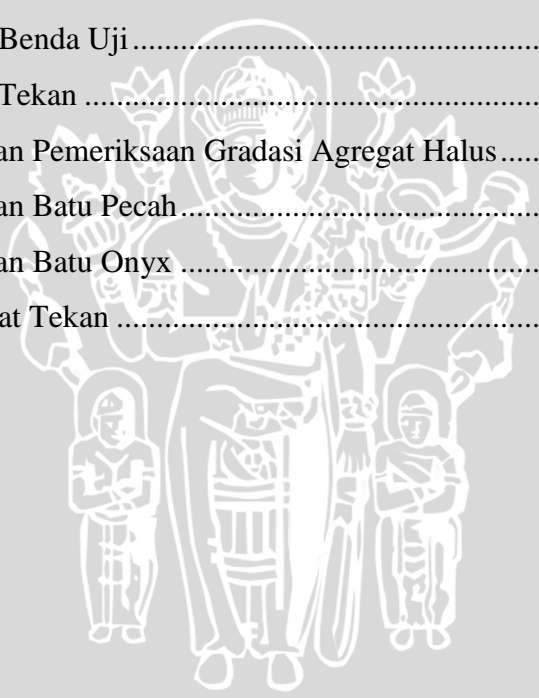 Benda Uji..................................................
Tekan ........................................................
an Pemeriksaan Gradasi Agregat Halus.....
an Batu Pecah............................................
an Batu Onyx ............................................
at Tekan ....................................................